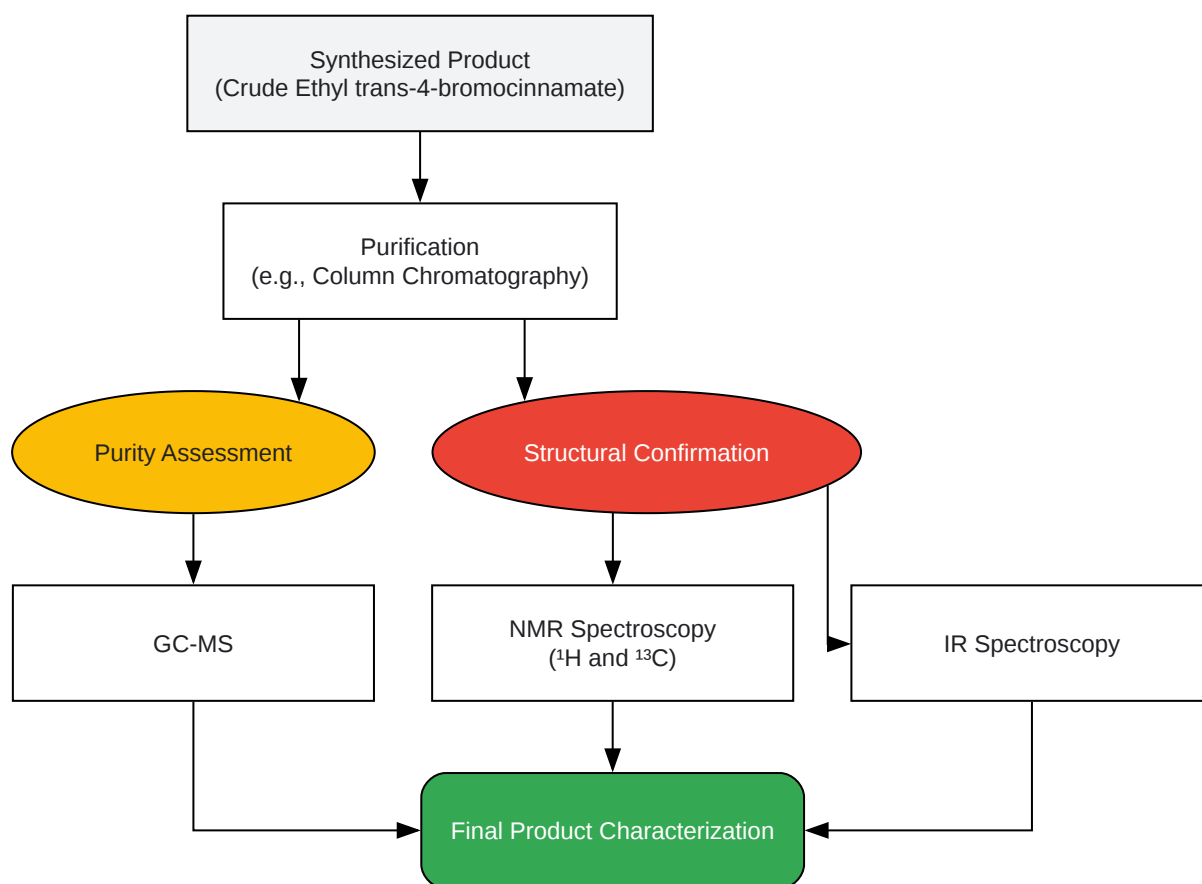 Synthesized Product
(Crude Ethyl trans-4-bromocinnamate)
Purification
(e.g., Column Chromatography)
Purity Assessment
Structural Confirmation
GC-MS
NMR Spectroscopy
(¹H and ¹³C)
IR Spectroscopy
Final Product Characterization